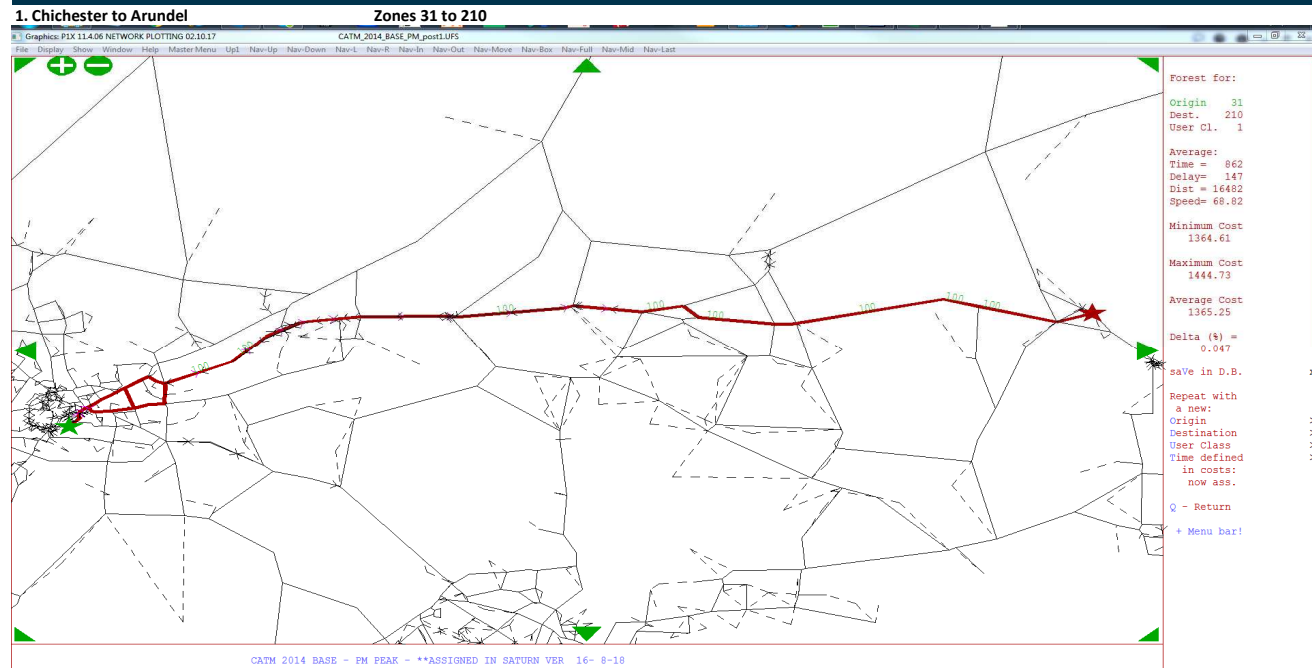 1. Chichester to Arundel Zones 31 to 210
Graphics: P1X 11.4.06 NETWORK PLOTTING 02.10.17 CATM_2014_BASE_PM_post1.UFS
File Display Show Window Help Master Menu Up1 Nav-Up Nav-Down Nav-L Nav-R Nav-In Nav-Out Nav-Move Nav-Box Nav-Full Nav-Mid Nav-Last
Forest for:
Origin 31
Dest. 210
User Cl. 1
Average:
Time = 862
Delay= 147
Dist = 16482
Speed= 68.82
Minimum Cost
1364.61
Maximum Cost
1444.73
Average Cost
1365.25
Delta (%) =
0.047
saVe in D.B.
Repeat with
a new:
Origin
Destination
User Class
Time defined
in costs:
now ass.
Q - Return
+ Menu bar!
100
100
100
100
100
100
100
100
CATM 2014 BASE - PM PEAK - **ASSIGNED IN SATURN VER 16- 8-18